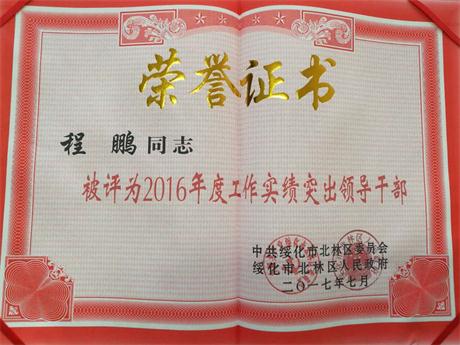 荣誉证书
程鹏同志
被评为2016年度工作实绩突出领导干部
中共绥化市北林区委员会
绥化市北林区人民政府
二〇一七年七月